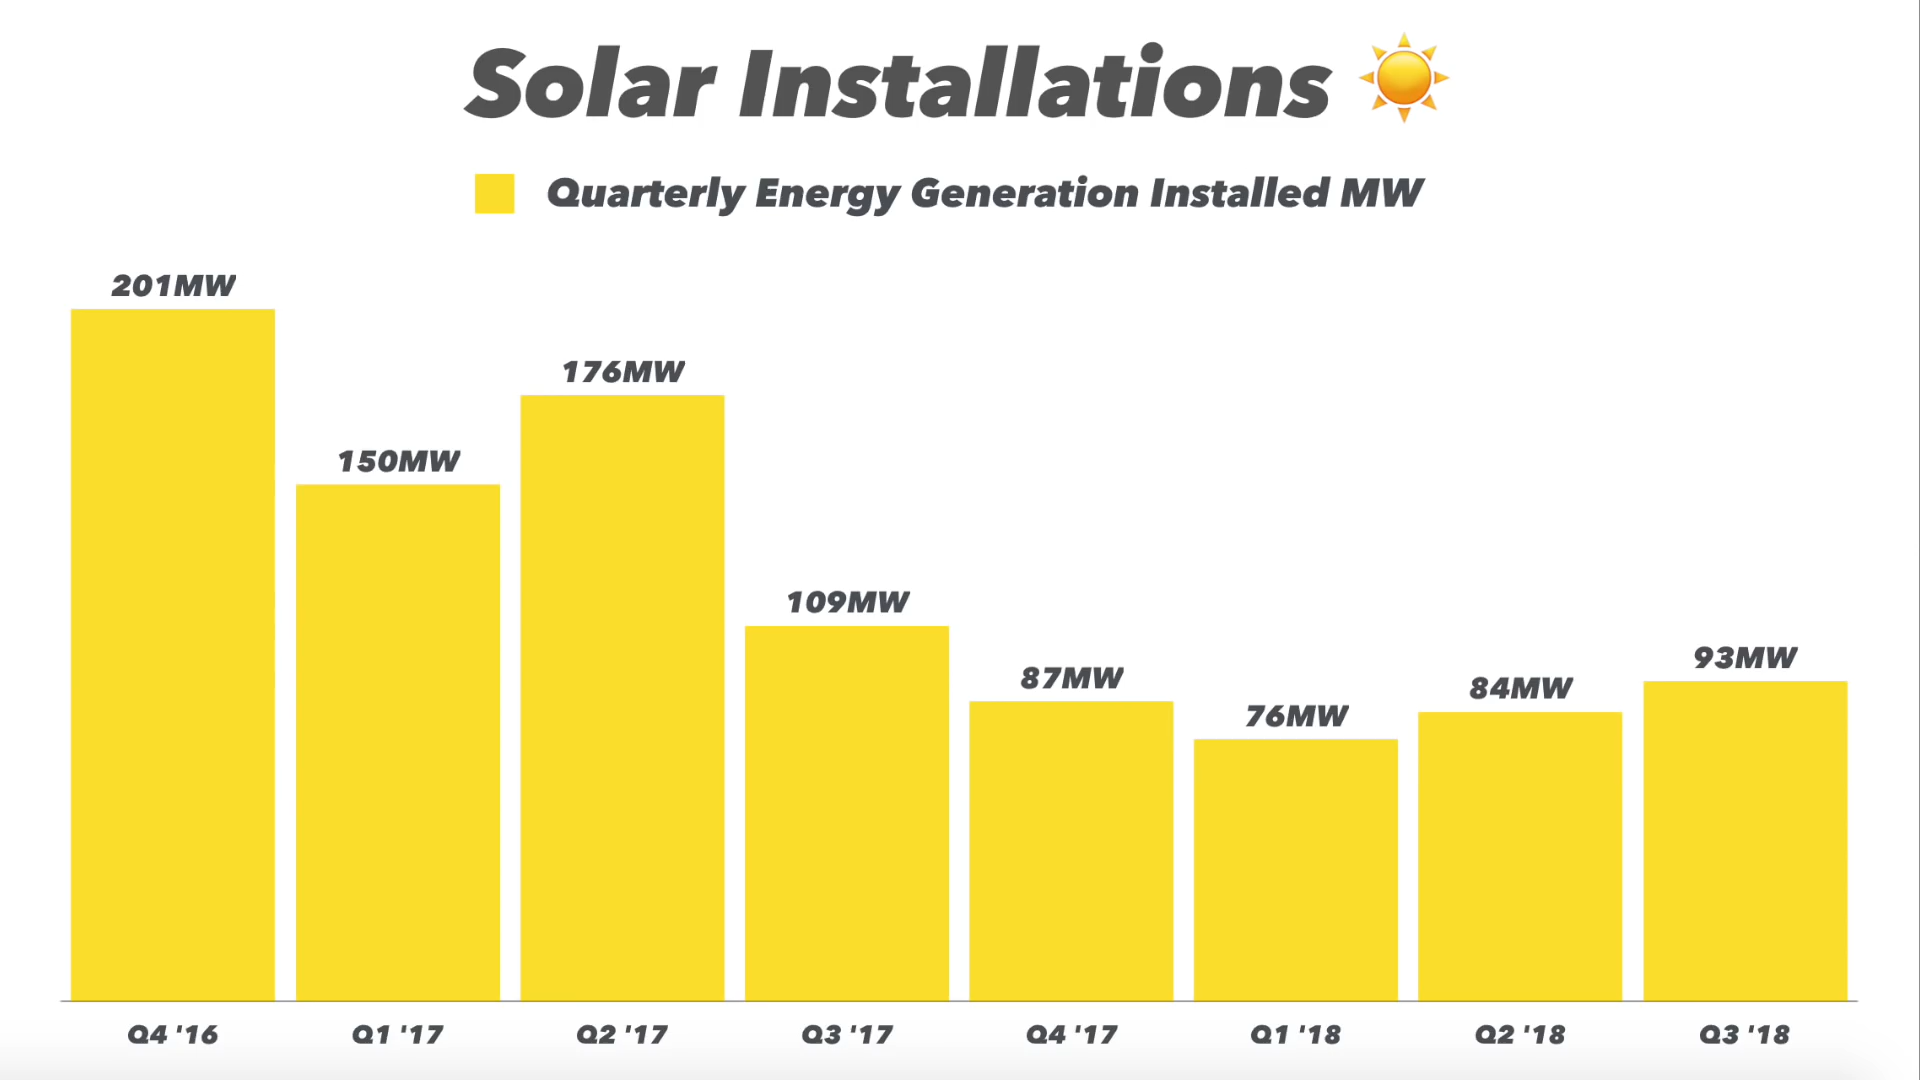 Solar Installations
Quarterly Energy Generation Installed MW
201MW
150MW
176MW
109MW
87MW
76MW
84MW
93MW
Q4 '16
Q1 '17
Q2 '17
Q3 '17
Q4 '17
Q1 '18
Q2 '18
Q3 '18